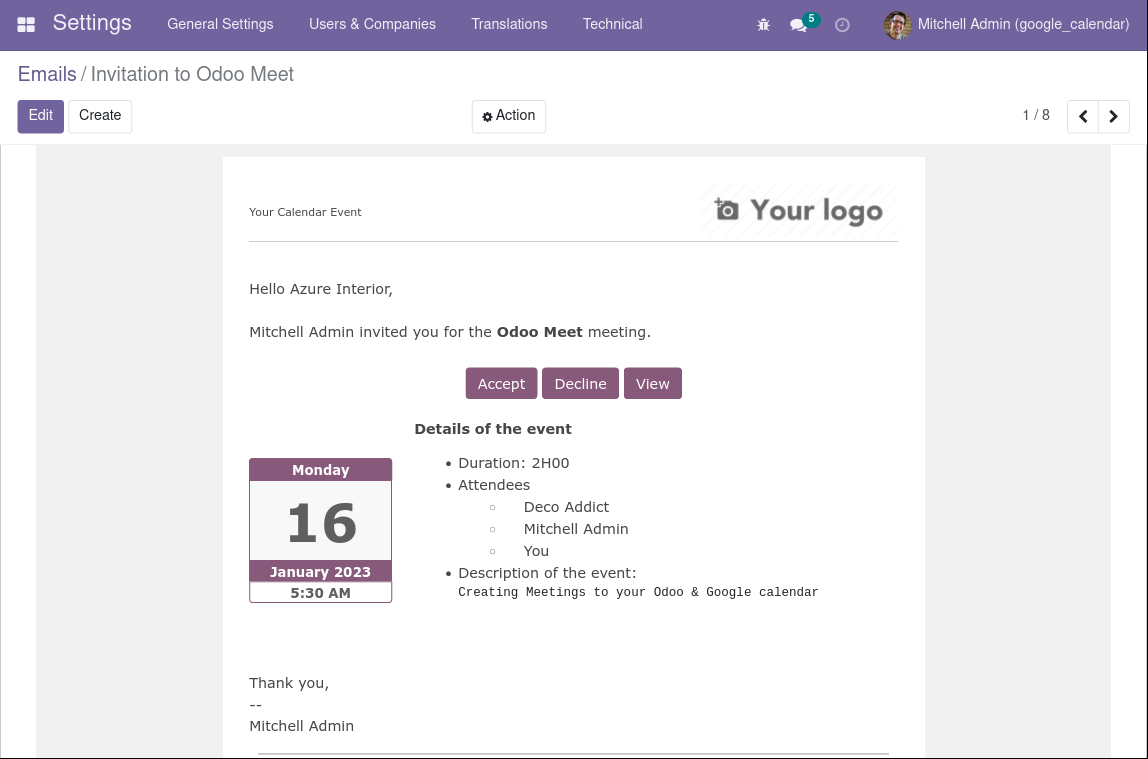 Settings General Settings Users & Companies Translations Technical 5 Mitchell Admin (google_calendar)
Emails / Invitation to Odoo Meet
Edit Create Action 1 / 8
Your Calendar Event Your logo
Hello Azure Interior,
Mitchell Admin invited you for the Odoo Meet meeting.
Accept Decline View
Details of the event
Monday
16
January 2023
5:30 AM
• Duration: 2H00
• Attendees
○ Deco Addict
○ Mitchell Admin
○ You
• Description of the event:
Creating Meetings to your Odoo & Google calendar
Thank you,
--
Mitchell Admin